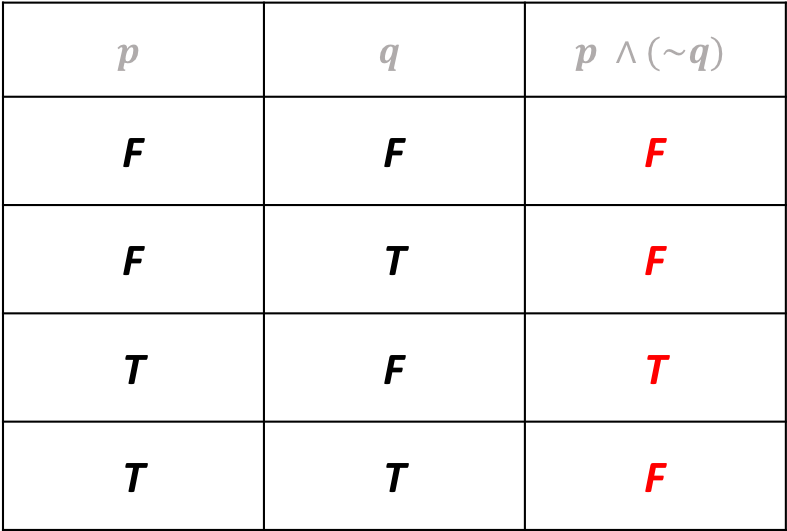 p q p ∧ (~q)
F F F
F T F
T F T
T T F